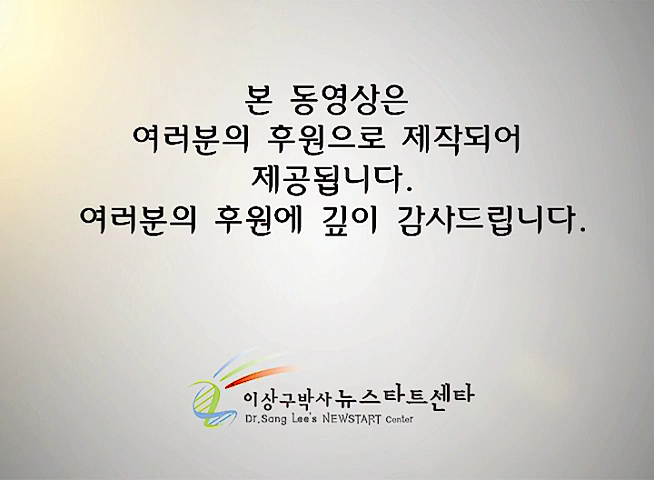 본 동영상은
여러분의 후원으로 제작되어
제공됩니다.
여러분의 후원에 깊이 감사드립니다.
이상구박사 뉴스타트센타
Dr.Sang Lee's NEWSTART Center